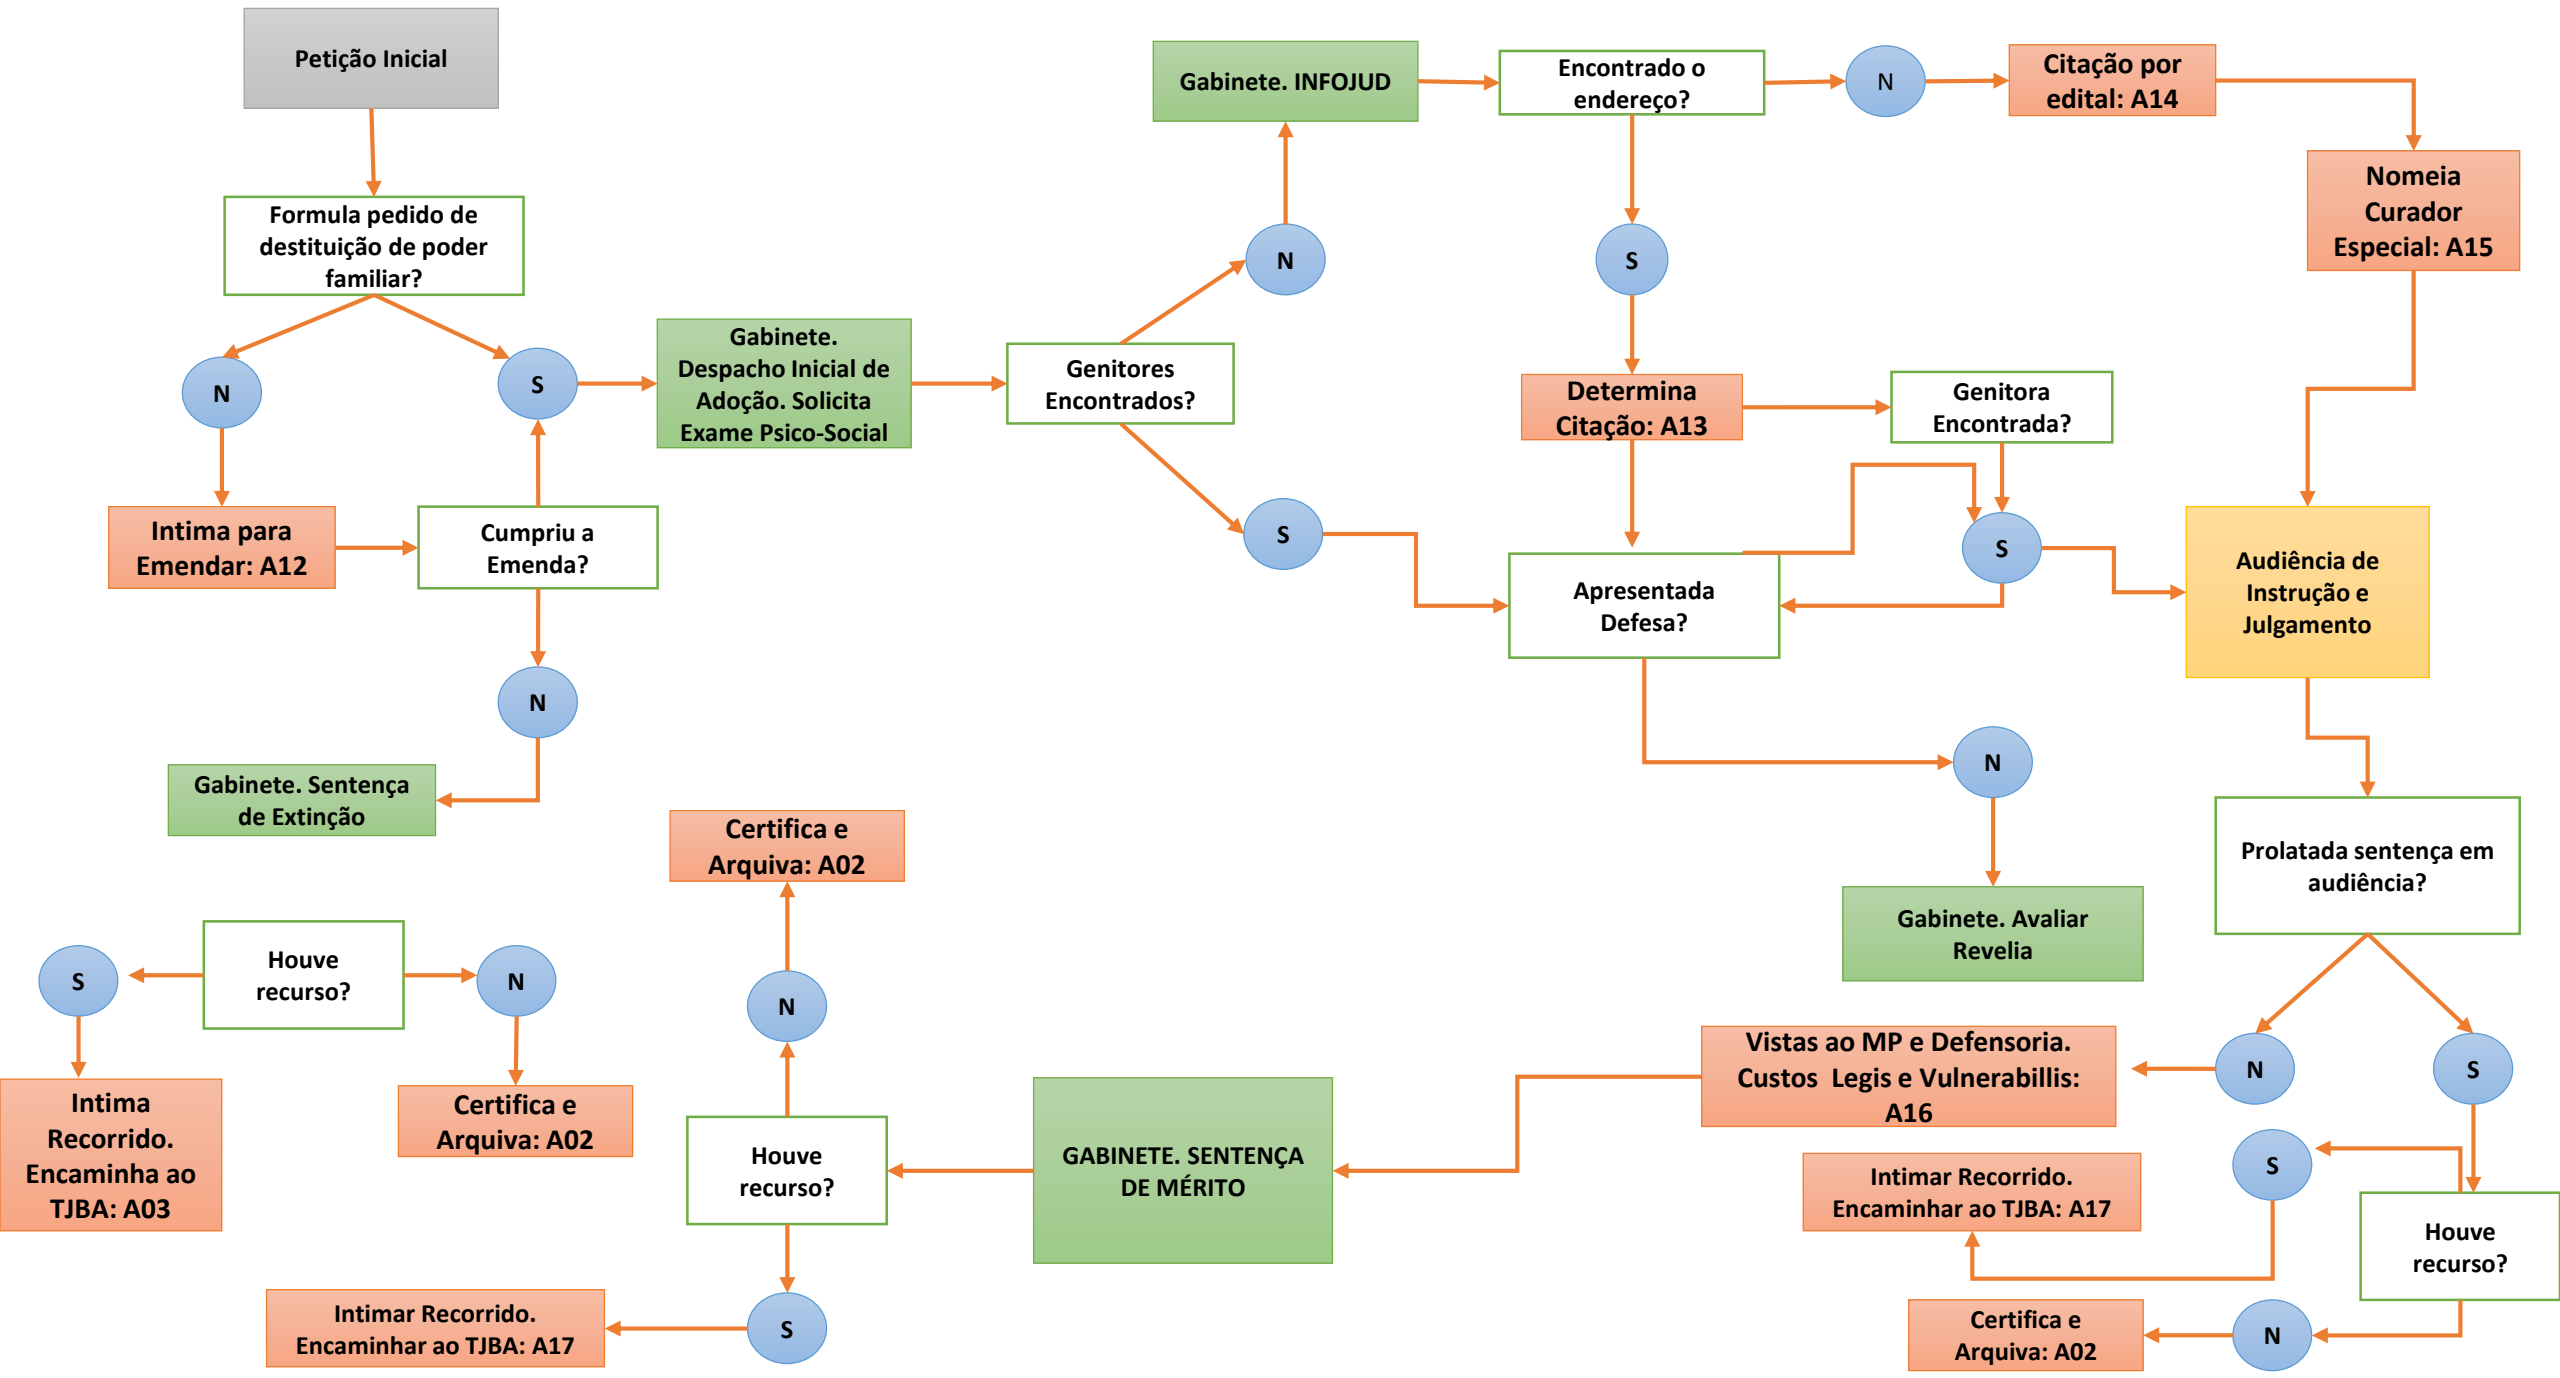 Petição Inicial
Formula pedido de
destituição de poder
familiar?
N
S
Intima para
Emendar: A12
Cumpriu a
Emenda?
N
Gabinete. Sentença
de Extinção
Houve
recurso?
S
N
Intima
Recorrido.
Encaminha ao
TJBA: A03
Certifica e
Arquiva: A02
Gabinete.
Despacho Inicial de
Adoção. Solicita
Exame Psico-Social
Genitores
Encontrados?
N
S
Gabinete. INFOJUD
Encontrado o
endereço?
N
Citação por
edital: A14
Nomeia
Curador
Especial: A15
S
Determina
Citação: A13
Genitora
Encontrada?
S
Apresentada
Defesa?
N
Gabinete. Avaliar
Revelia
Audiência de
Instrução e
Julgamento
Prolatada sentença em
audiência?
N
S
Vistas ao MP e Defensoria.
Custos  Legis e Vulnerabillis:
A16
S
Intimar Recorrido.
Encaminhar ao TJBA: A17
Houve
recurso?
N
Certifica e
Arquiva: A02
GABINETE. SENTENÇA
DE MÉRITO
Houve
recurso?
N
Certifica e
Arquiva: A02
S
Intimar Recorrido.
Encaminhar ao TJBA: A17